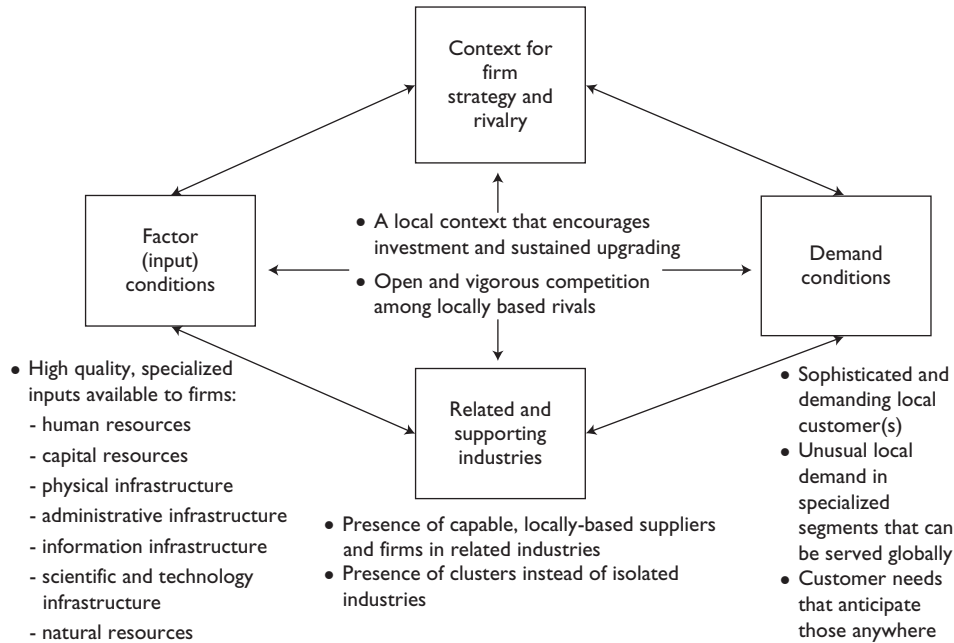 Context for
firm
strategy and
rivalry
• A local context that encourages
investment and sustained upgrading
• Open and vigorous competition
among locally based rivals
Factor
(input)
conditions
Demand
conditions
• High quality, specialized
inputs available to firms:
- human resources
- capital resources
- physical infrastructure
- administrative infrastructure
- information infrastructure
- scientific and technology
infrastructure
- natural resources
Related and
supporting
industries
• Presence of capable, locally-based suppliers
and firms in related industries
• Presence of clusters instead of isolated
industries
• Sophisticated and
demanding local
customer(s)
• Unusual local
demand in
specialized
segments that can
be served globally
• Customer needs
that anticipate
those anywhere